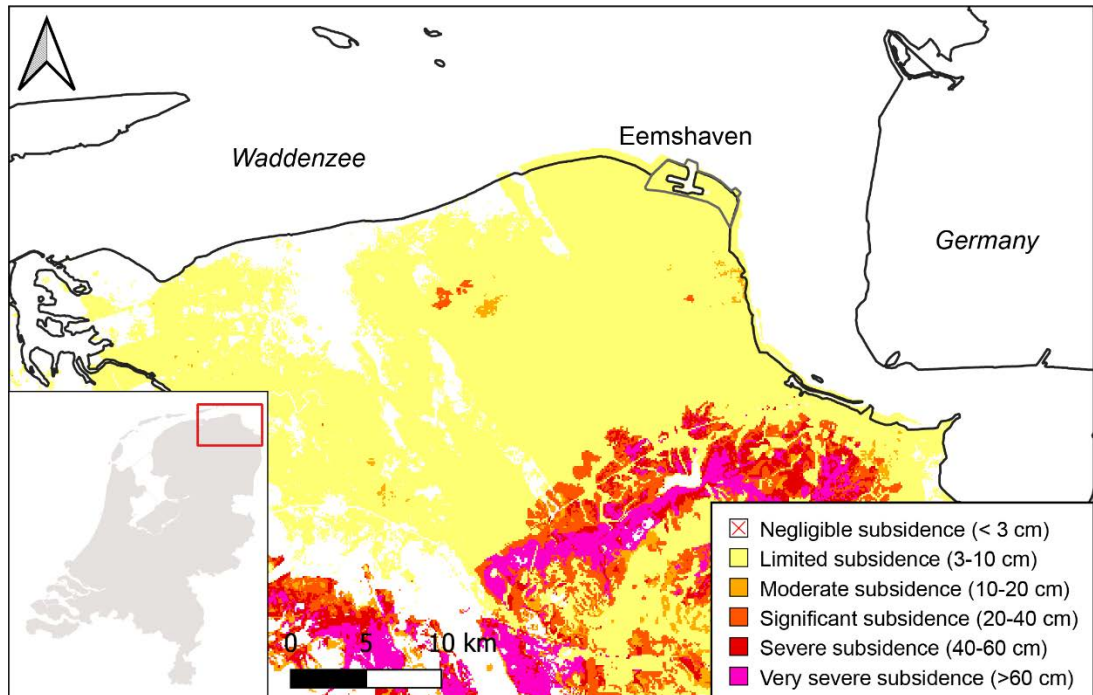 Eemshaven
Waddenzee
Germany
0 5 10 km
Negligible subsidence (< 3 cm)
Limited subsidence (3-10 cm)
Moderate subsidence (10-20 cm)
Significant subsidence (20-40 cm)
Severe subsidence (40-60 cm)
Very severe subsidence (>60 cm)